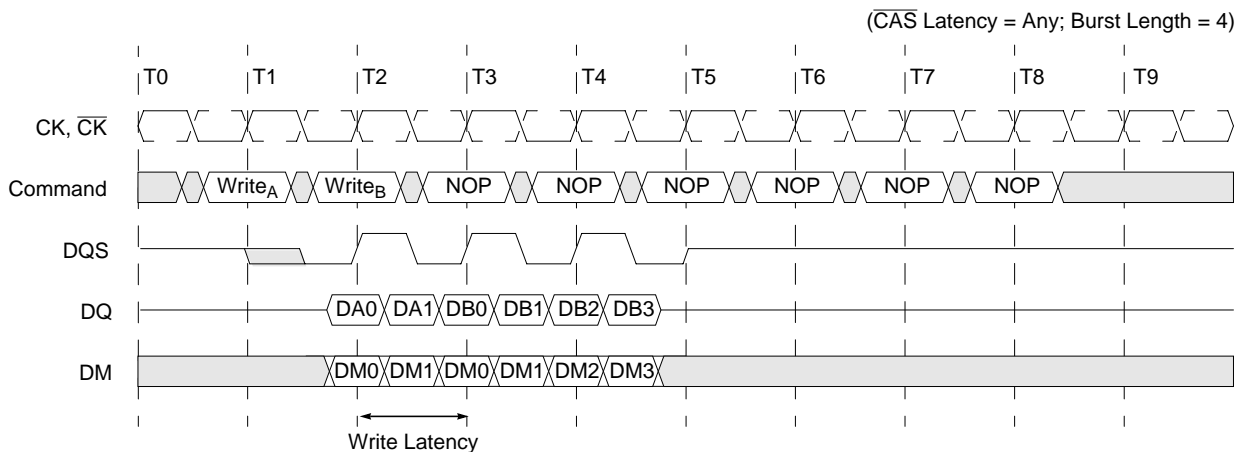 (CAS Latency = Any; Burst Length = 4)
T0 T1 T2 T3 T4 T5 T6 T7 T8 T9
CK, CK
Command WriteA WriteB NOP NOP NOP NOP NOP NOP
DQS
DQ DA0 DA1 DB0 DB1 DB2 DB3
DM DM0 DM1 DM0 DM1 DM2 DM3
Write Latency